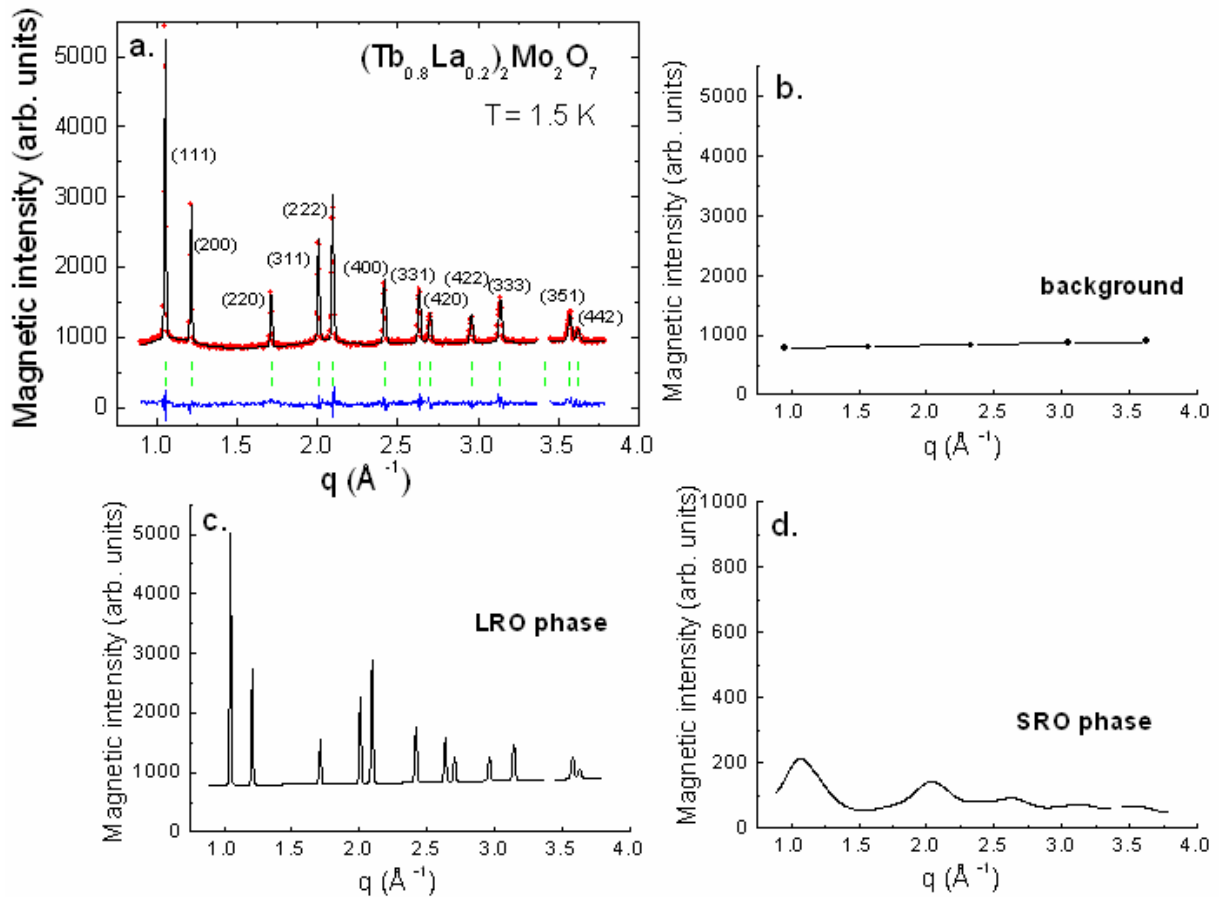 a.
(Tb0.8La0.2)2Mo2O7
T= 1.5 K
Magnetic intensity (arb. units)
5000
4000
3000
2000
1000
0
(111)
(200)
(220)
(311)
(222)
(400)
(331)
(420)
(422)
(333)
(351)
(442)
1.0 1.5 2.0 2.5 3.0 3.5 4.0
q (Å -1)
b.
Magnetic intensity (arb. units)
5000
4000
3000
2000
1000
0
background
1.0 1.5 2.0 2.5 3.0 3.5 4.0
q (Å -1)
c.
Magnetic intensity (arb. units)
5000
4000
3000
2000
1000
0
LRO phase
1.0 1.5 2.0 2.5 3.0 3.5 4.0
q (Å -1)
d.
Magnetic intensity (arb. units)
1000
800
600
400
200
0
SRO phase
1.0 1.5 2.0 2.5 3.0 3.5 4.0
q (Å -1)